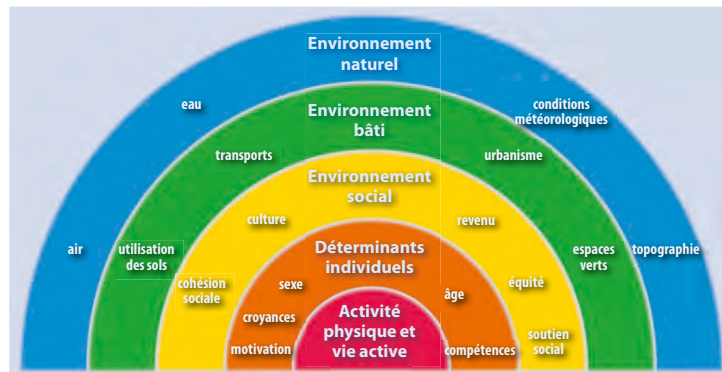 Environnement
naturel
eau
conditions
météorologiques
Environnement
bâti
transports
urbanisme
Environnement
social
culture
revenu
air
utilisation
des sols
espaces
verts
topographie
Déterminants
individuels
cohésion
sociale
sexe
âge
équité
Activité
physique et
vie active
croyances
motivation
compétences
soutien
social